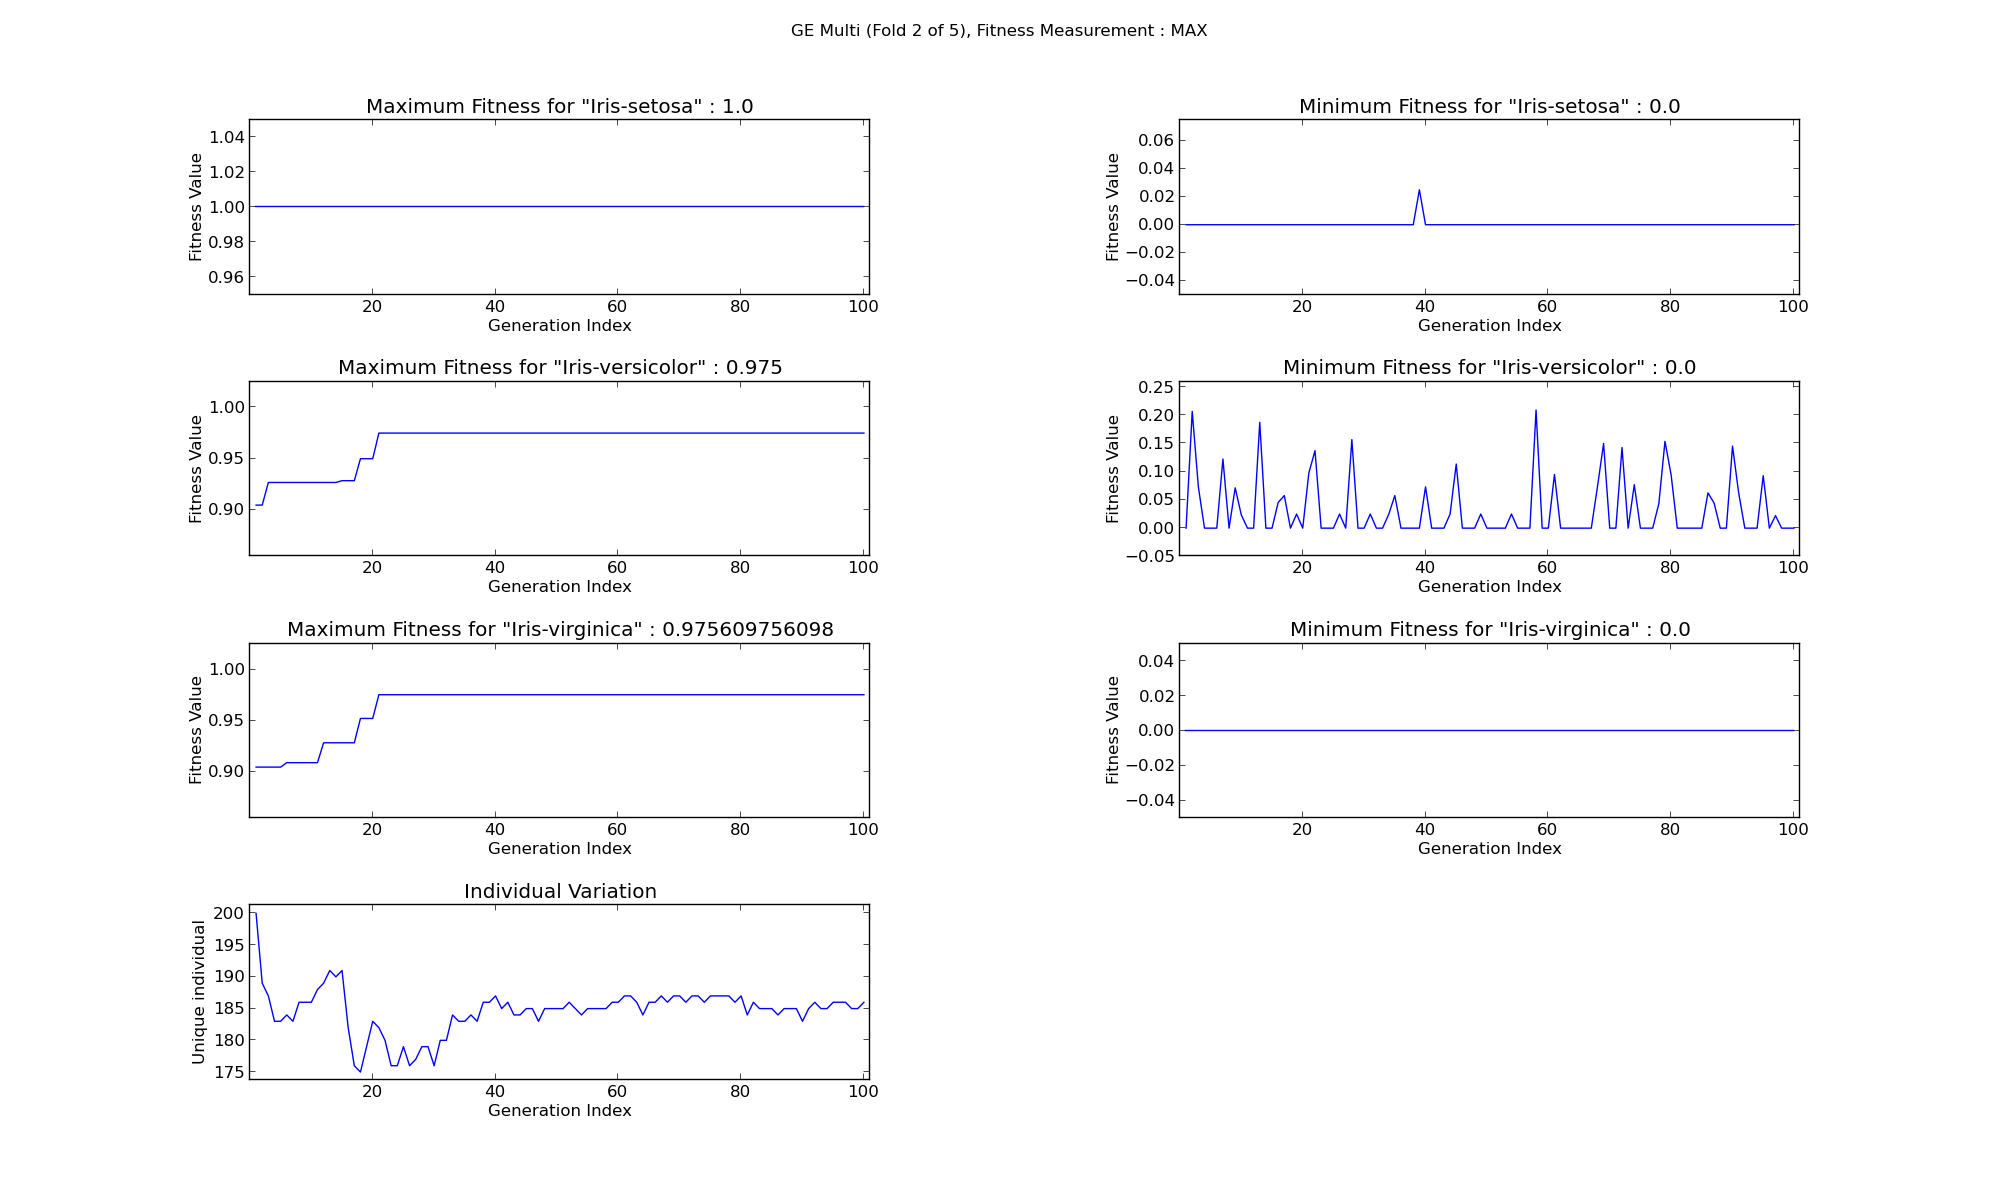 GE Multi (Fold 2 of 5), Fitness Measurement : MAX
Maximum Fitness for "Iris-setosa" : 1.0
Fitness Value
1.04
1.02
1.00
0.98
0.96
20 40 60 80 100
Generation Index
Minimum Fitness for "Iris-setosa" : 0.0
Fitness Value
0.06
0.04
0.02
0.00
−0.02
−0.04
20 40 60 80 100
Generation Index
Maximum Fitness for "Iris-versicolor" : 0.975
Fitness Value
1.00
0.95
0.90
20 40 60 80 100
Generation Index
Minimum Fitness for "Iris-versicolor" : 0.0
Fitness Value
0.25
0.20
0.15
0.10
0.05
0.00
−0.05
20 40 60 80 100
Generation Index
Maximum Fitness for "Iris-virginica" : 0.975609756098
Fitness Value
1.00
0.95
0.90
20 40 60 80 100
Generation Index
Minimum Fitness for "Iris-virginica" : 0.0
Fitness Value
0.04
0.02
0.00
−0.02
−0.04
20 40 60 80 100
Generation Index
Individual Variation
Unique individual
200
195
190
185
180
175
20 40 60 80 100
Generation Index